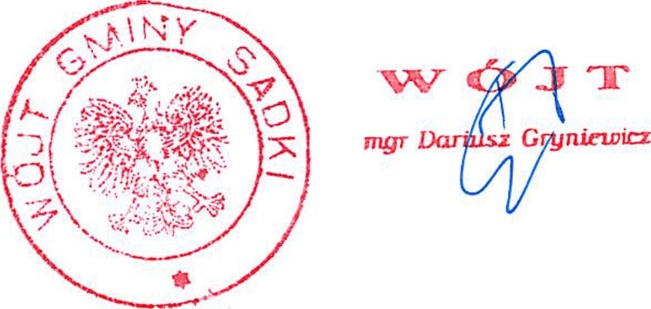 WÓJT GMINY SADKI
WÓJT
mgr Dariusz Gryniewicz